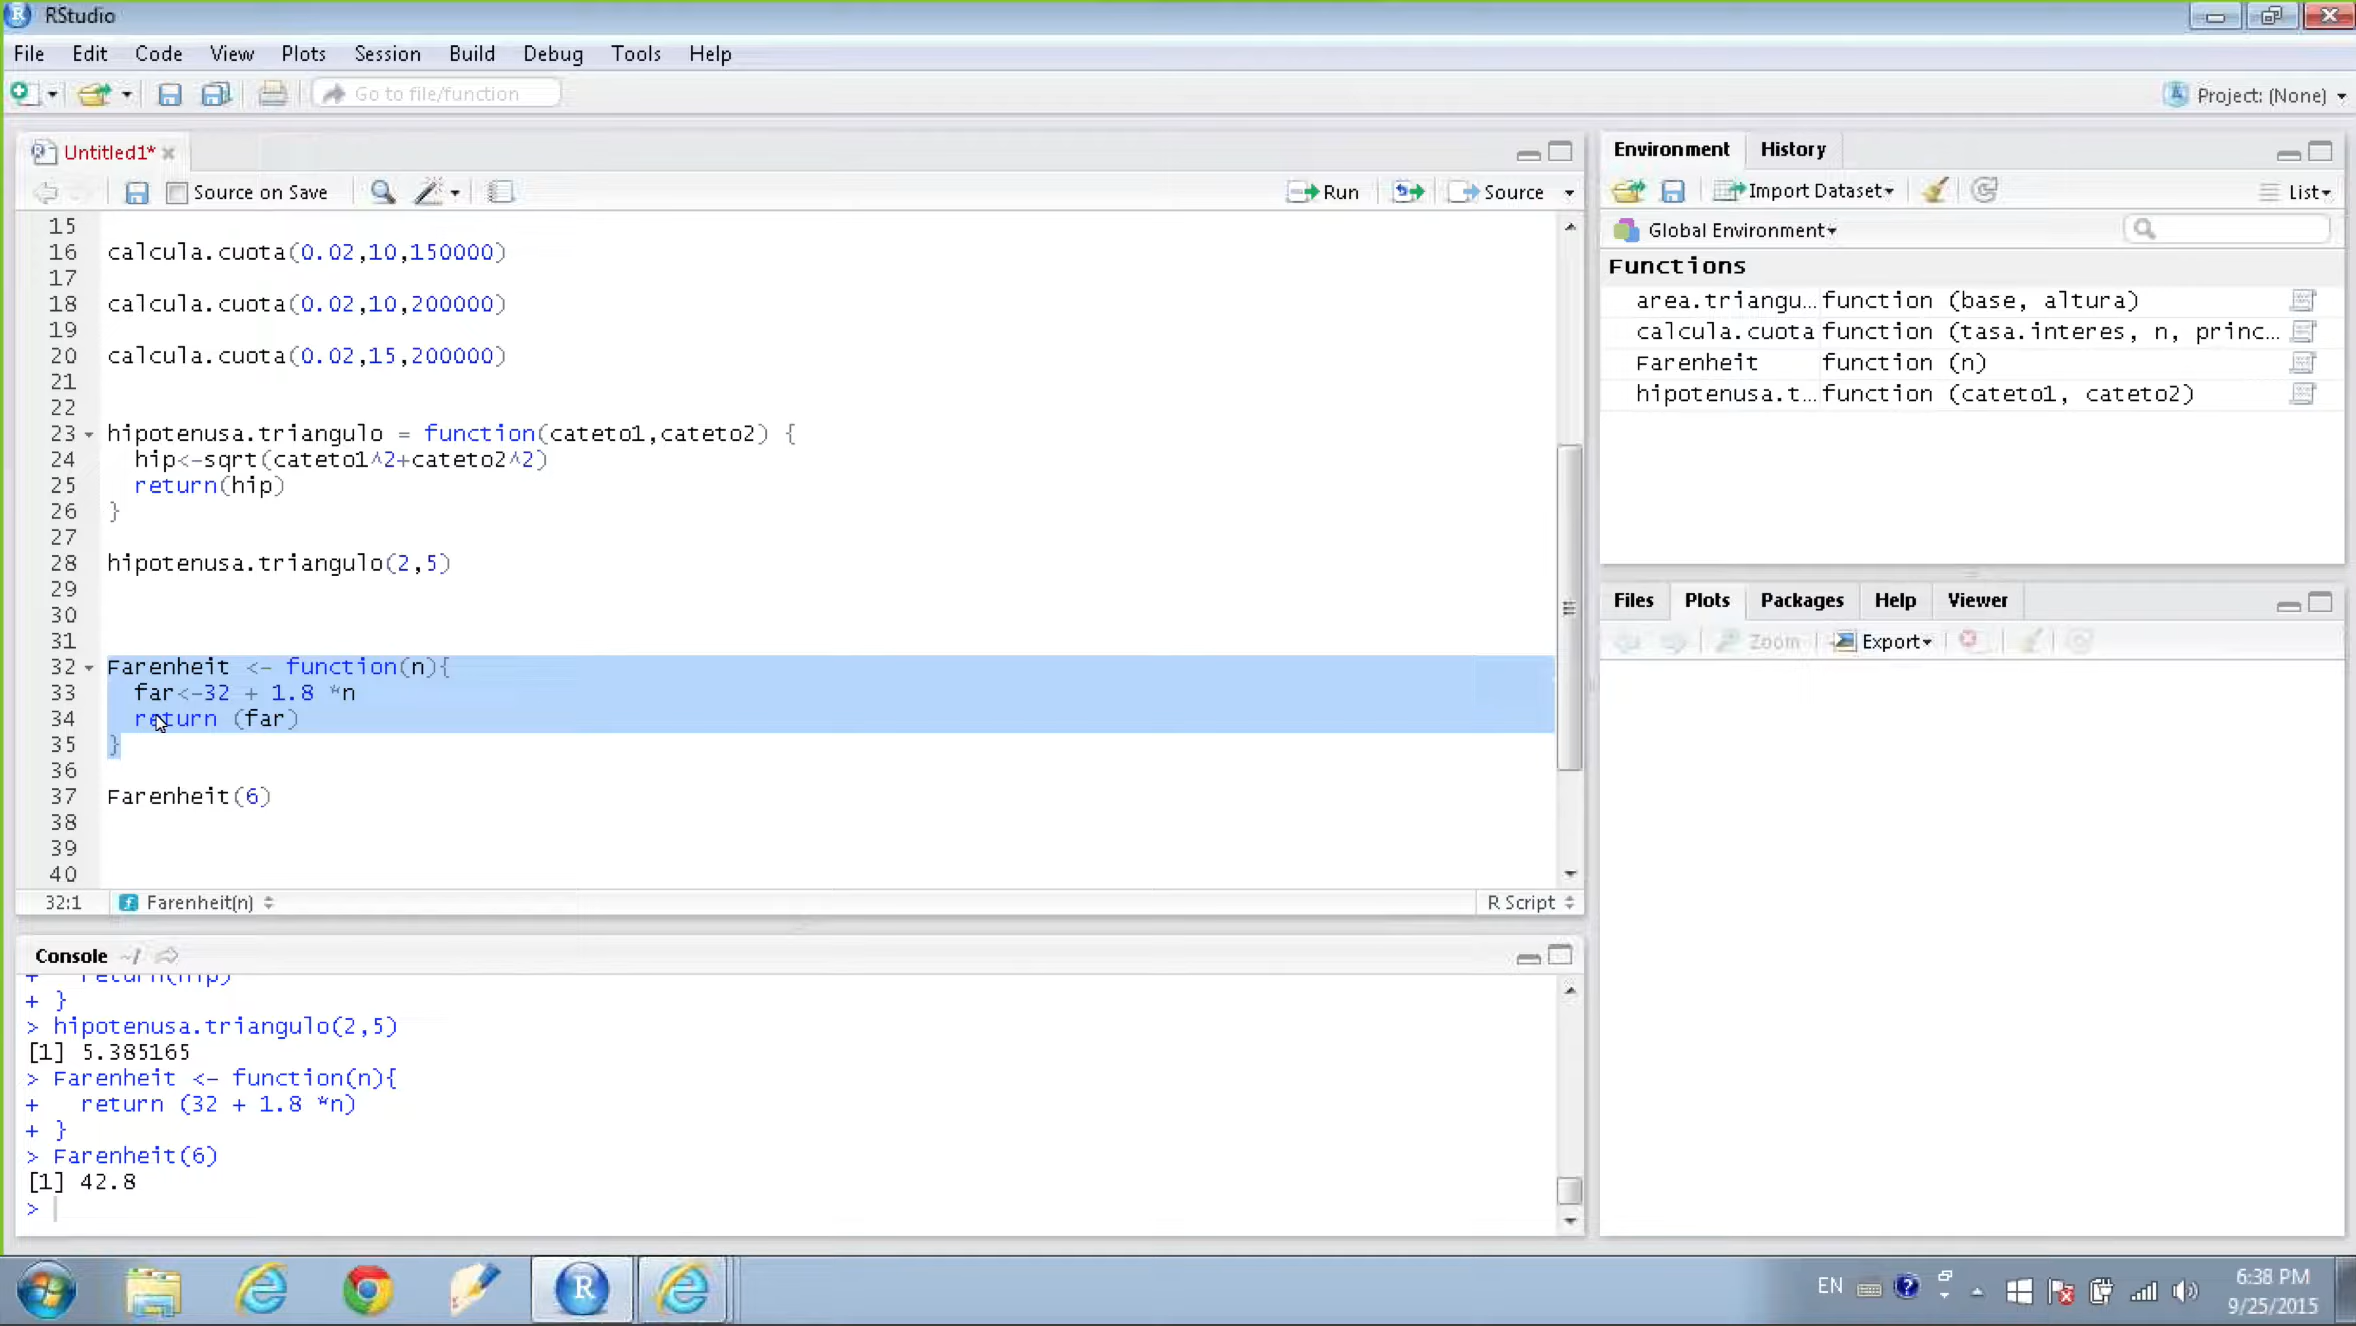 RStudio
File Edit Code View Plots Session Build Debug Tools Help
Go to file/function
Project: (None)
Untitled1*
Source on Save
Run
Source
15
16 calcula.cuota(0.02,10,150000)
17
18 calcula.cuota(0.02,10,200000)
19
20 calcula.cuota(0.02,15,200000)
21
22
23 hipotenusa.triangulo = function(cateto1,cateto2) {
24 hip<-sqrt(cateto1^2+cateto2^2)
25 return(hip)
26 }
27
28 hipotenusa.triangulo(2,5)
29
30
31
32 Farenheit <- function(n){
33 far<-32 + 1.8 *n
34 return (far)
35 }
36
37 Farenheit(6)
38
39
40
32:1 Farenheit(n) R Script
Console ~/
+ return(hip)
+ }
> hipotenusa.triangulo(2,5)
[1] 5.385165
> Farenheit <- function(n){
+ return (32 + 1.8 *n)
+ }
> Farenheit(6)
[1] 42.8
>
Environment History
Import Dataset
List
Global Environment
Functions
area.triangu… function (base, altura)
calcula.cuota function (tasa.interes, n, princ…
Farenheit function (n)
hipotenusa.t… function (cateto1, cateto2)
Files Plots Packages Help Viewer
Zoom Export
EN
6:38 PM
9/25/2015